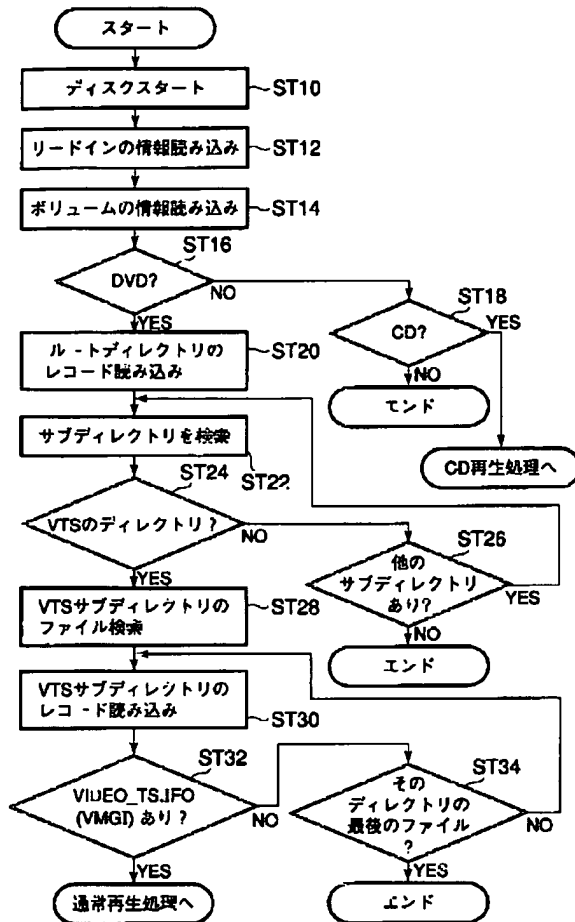 スタート
ディスクスタート
ST10
リードインの情報読み込み
ST12
ボリュームの情報読み込み
ST14
ST16
DVD?
NO
YES
ST18
CD?
YES
NO
エンド
CD再生処理へ
ルートディレクトリの
レコード読み込み
ST20
サブディレクトリを検索
ST22
ST24
VTSのディレクトリ?
NO
YES
ST26
他の
サブディレクトリ
あり?
YES
NO
エンド
VTSサブディレクトリの
ファイル検索
ST28
VTSサブディレクトリの
レコード読み込み
ST30
ST32
VIDEO_TS.IFO
(VMGI) あり?
NO
YES
通常再生処理へ
ST34
その
ディレクトリの
最後のファイル
?
NO
YES
エンド